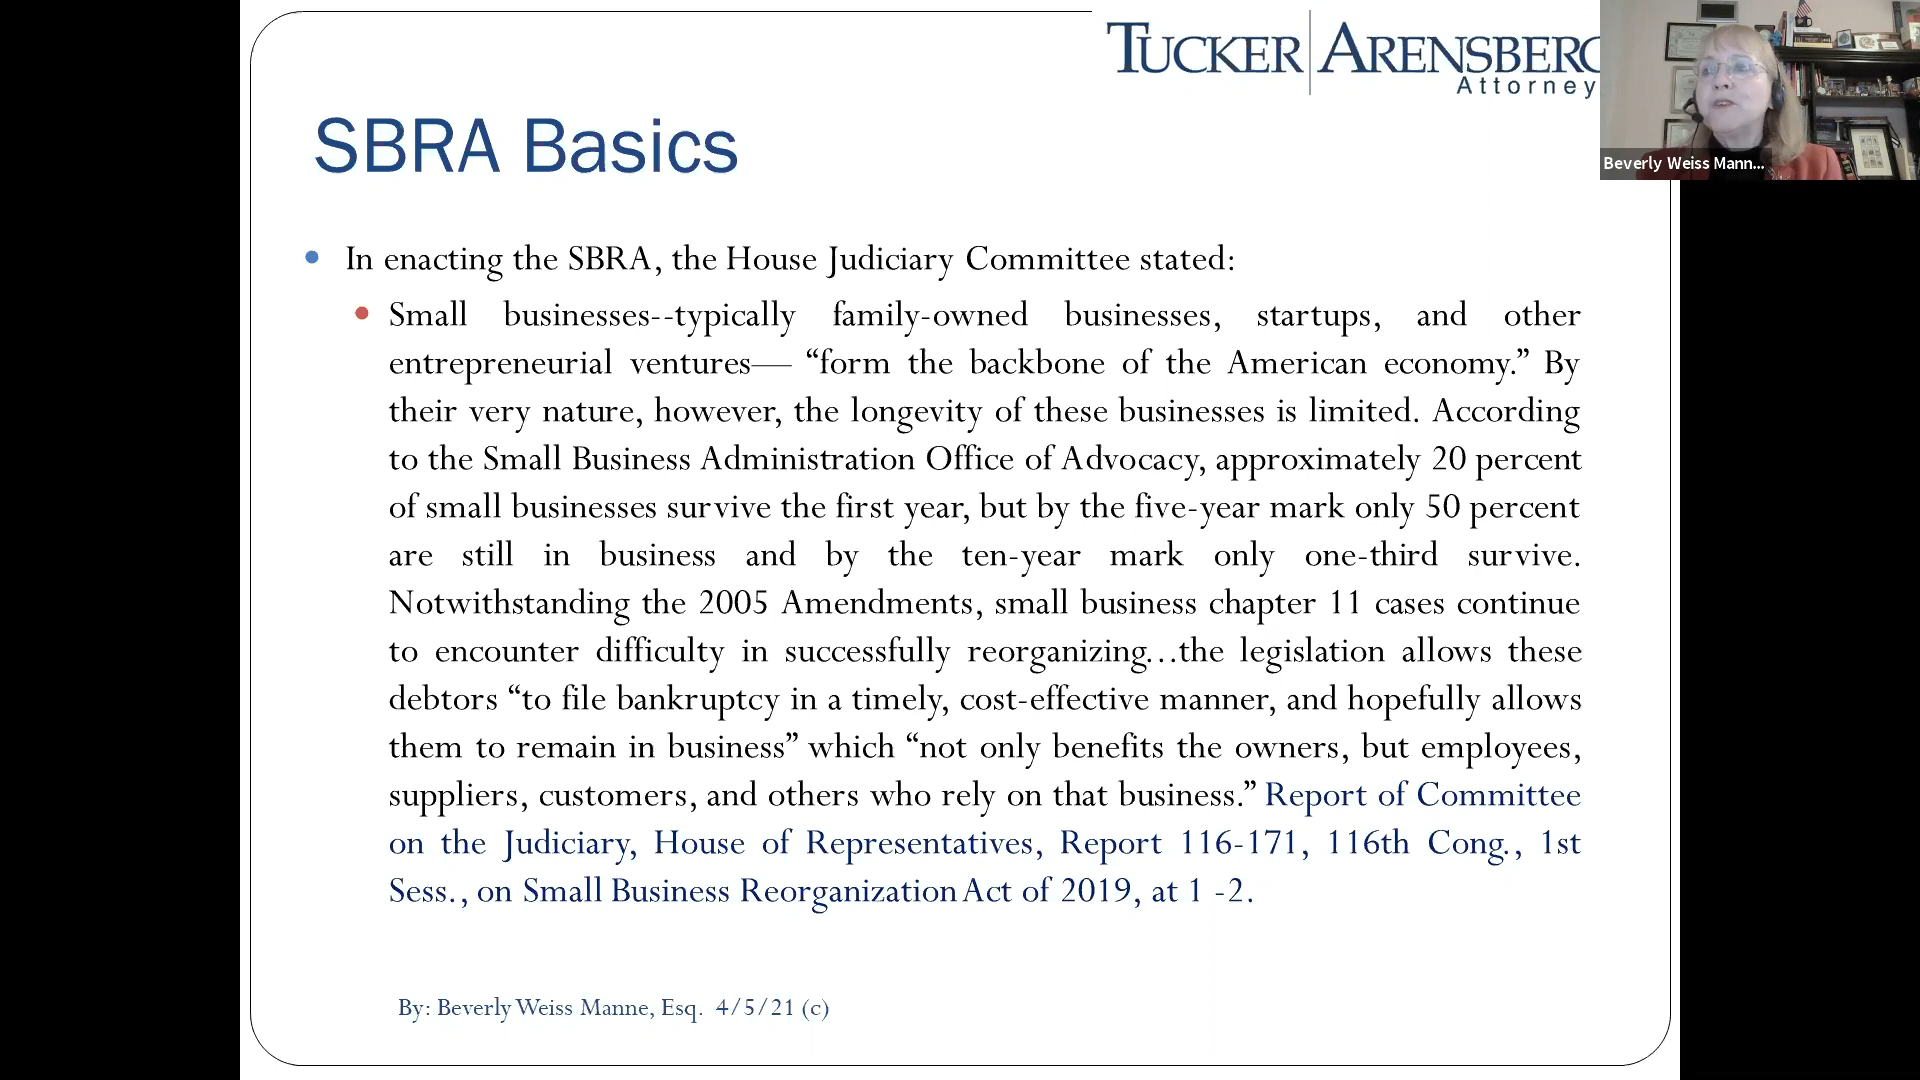 TUCKER ARENSBERG
Attorney
Beverly Weiss Mann...
SBRA Basics
• In enacting the SBRA, the House Judiciary Committee stated:
• Small businesses--typically family-owned businesses, startups, and other
entrepreneurial ventures— “form the backbone of the American economy.” By
their very nature, however, the longevity of these businesses is limited. According
to the Small Business Administration Office of Advocacy, approximately 20 percent
of small businesses survive the first year, but by the five-year mark only 50 percent
are still in business and by the ten-year mark only one-third survive.
Notwithstanding the 2005 Amendments, small business chapter 11 cases continue
to encounter difficulty in successfully reorganizing…the legislation allows these
debtors “to file bankruptcy in a timely, cost-effective manner, and hopefully allows
them to remain in business” which “not only benefits the owners, but employees,
suppliers, customers, and others who rely on that business.” Report of Committee
on the Judiciary, House of Representatives, Report 116-171, 116th Cong., 1st
Sess., on Small Business Reorganization Act of 2019, at 1 -2.
By: Beverly Weiss Manne, Esq. 4/5/21 (c)